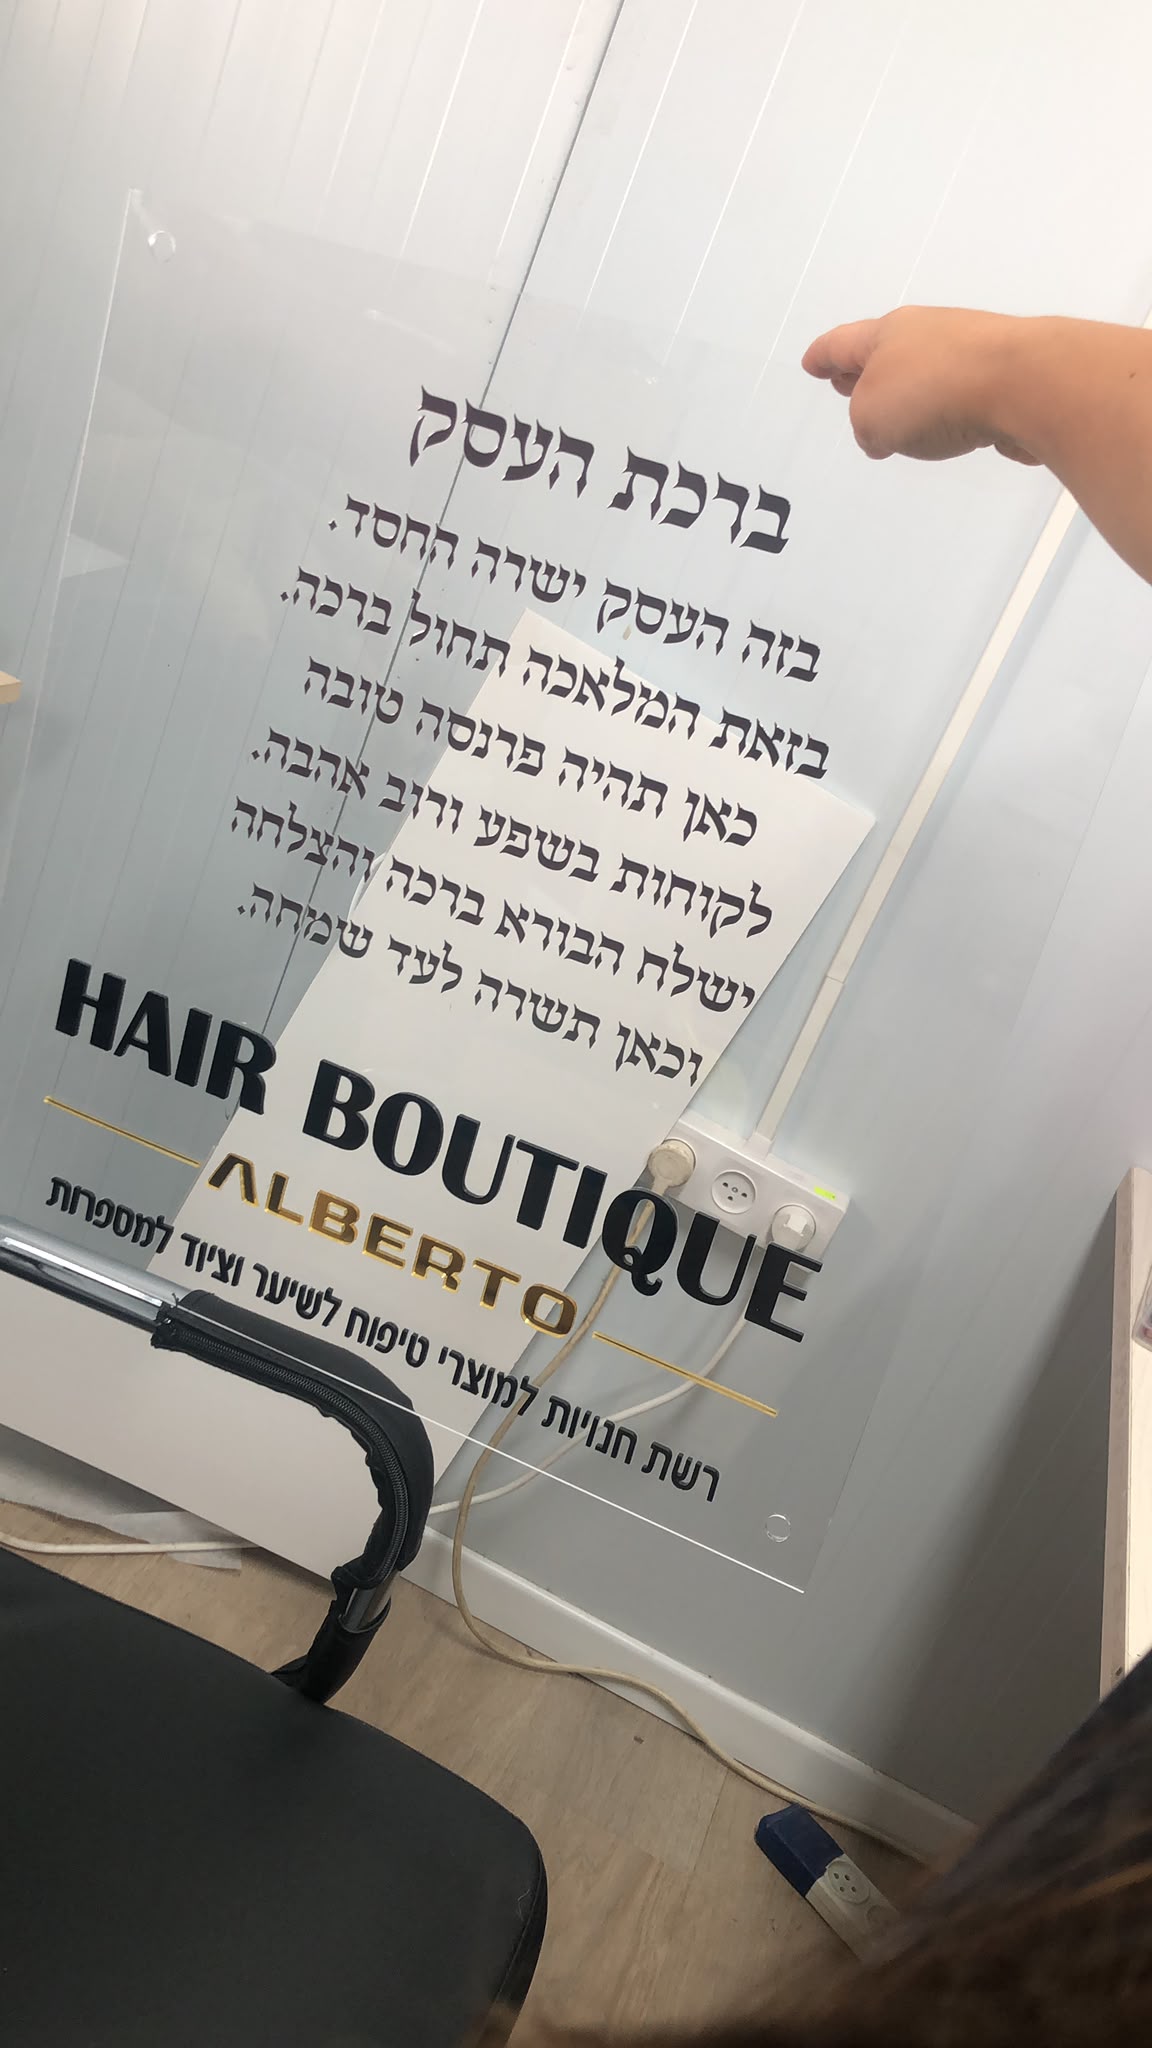 ברכת העסק
בזה העסק ישרה החסד.
בזאת המלאכה תחול ברכה.
כאן תהיה פרנסה טובה
לקוחות בשפע ורוב אהבה.
ישלח הבורא ברכה והצלחה
וכאן תשרה לעד שמחה.
HAIR BOUTIQUE
ALBERTO
רשת חנויות למוצרי טיפוח לשיער וציוד למספרות